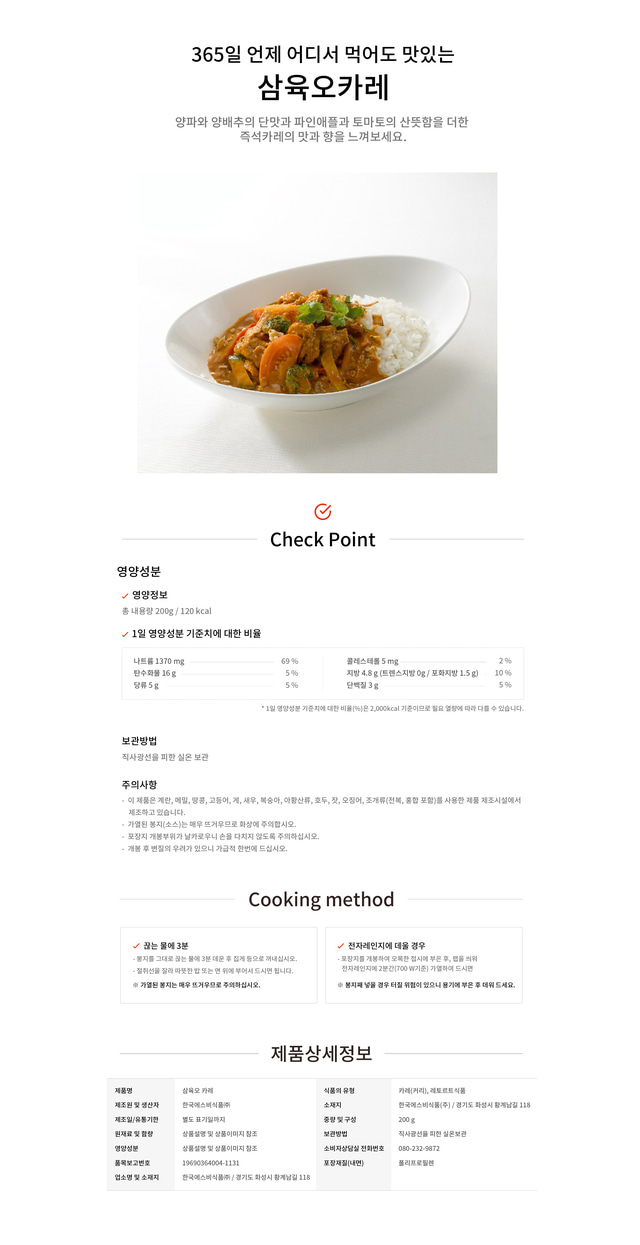 365일 언제 어디서 먹어도 맛있는
삼육오카레
양파와 양배추의 단맛과 파인애플과 토마토의 산뜻함을 더한
즉석카레의 맛과 향을 느껴보세요.
Check Point
영양성분
영양정보
총 내용량 200g / 120 kcal
1일 영양성분 기준치에 대한 비율
나트륨 1370 mg 69 %
탄수화물 16 g 5 %
당류 5 g 5 %
콜레스테롤 5 mg 2 %
지방 4.8 g (트랜스지방 0g / 포화지방 1.5 g) 10 %
단백질 3 g 5 %
* 1일 영양성분 기준치에 대한 비율(%)은 2,000kcal 기준이므로 필요 열량에 따라 다를 수 있습니다.
보관방법
직사광선을 피한 실온 보관
주의사항
- 이 제품은 계란, 메밀, 땅콩, 고등어, 게, 새우, 복숭아, 아황산류, 호두, 잣, 오징어, 조개류(전복, 홍합 포함)를 사용한 제품 제조시설에서
제조하고 있습니다.
- 가열된 봉지(소스)는 매우 뜨거우므로 화상에 주의합시오.
- 포장지 개봉부위가 날카로우니 손을 다치지 않도록 주의하십시오.
- 개봉 후 변질의 우려가 있으니 가급적 한번에 드십시오.
Cooking method
끊는 물에 3분
- 봉지를 그대로 끊는 물에 3분 데운 후 집게 등으로 꺼내십시오.
- 절취선을 잘라 따뜻한 밥 또는 면 위에 부어서 드시면 됩니다.
※ 가열된 봉지는 매우 뜨거우므로 주의하십시오.
전자레인지에 데울 경우
- 포장지를 개봉하여 오목한 접시에 부은 후, 랩을 씌워
전자레인지에 2분간(700 W기준) 가열하여 드시면
※ 봉지째 넣을 경우 터질 위험이 있으니 용기에 부은 후 데워 드세요.
제품상세정보
제품명 삼육오 카레
제조원 및 생산자 한국에스비식품㈜
제조일/유통기한 별도 표기일까지
원재료 및 함량 상품설명 및 상품이미지 참조
영양성분 상품설명 및 상품이미지 참조
품목보고번호 19690364004-1131
업소명 및 소재지 한국에스비식품㈜ / 경기도 화성시 황계남길 118
식품의 유형 카레(커리), 레토르트식품
소재지 한국에스비식품(주) / 경기도 화성시 황계남길 118
중량 및 구성 200 g
보관방법 직사광선을 피한 실온보관
소비자상담실 전화번호 080-232-9872
포장재질(내면) 폴리프로필렌